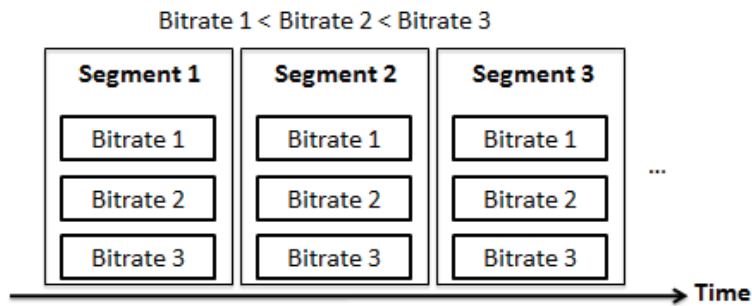 Bitrate 1 < Bitrate 2 < Bitrate 3
Segment 1 Segment 2 Segment 3
Bitrate 1 Bitrate 1 Bitrate 1
...
Bitrate 2 Bitrate 2 Bitrate 2
Bitrate 3 Bitrate 3 Bitrate 3
Time